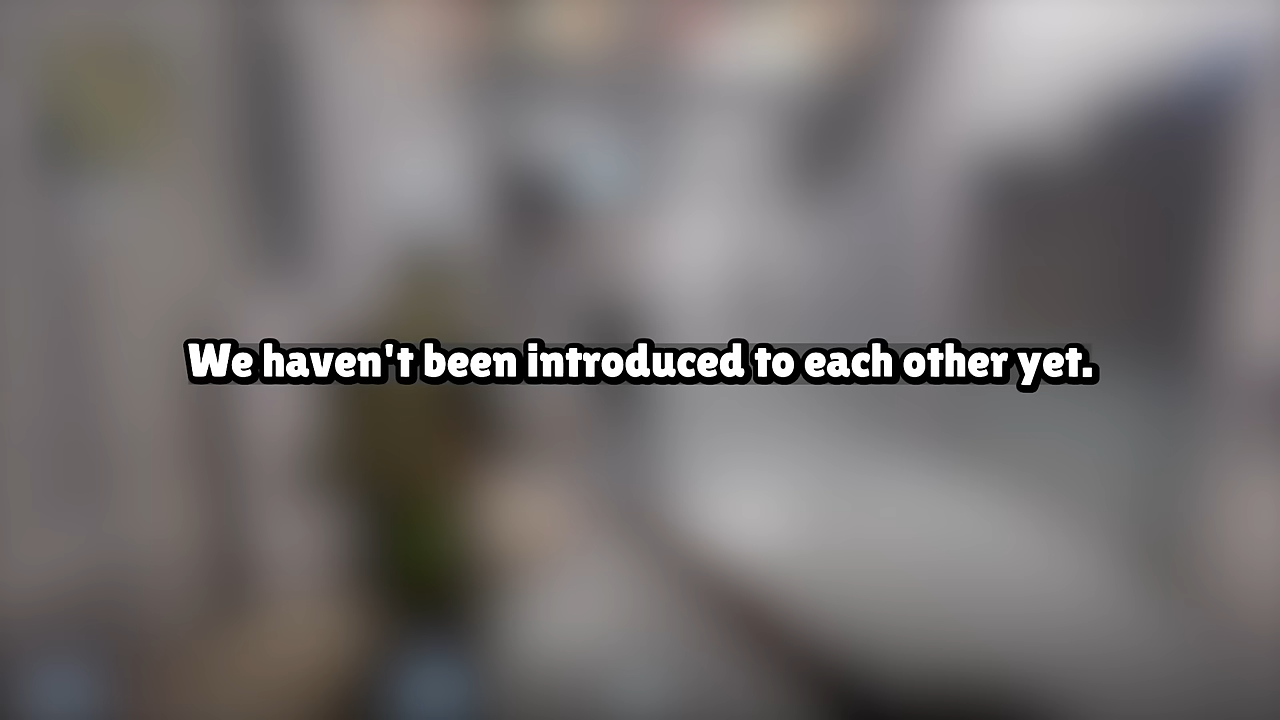 We haven't been introduced to each other yet.